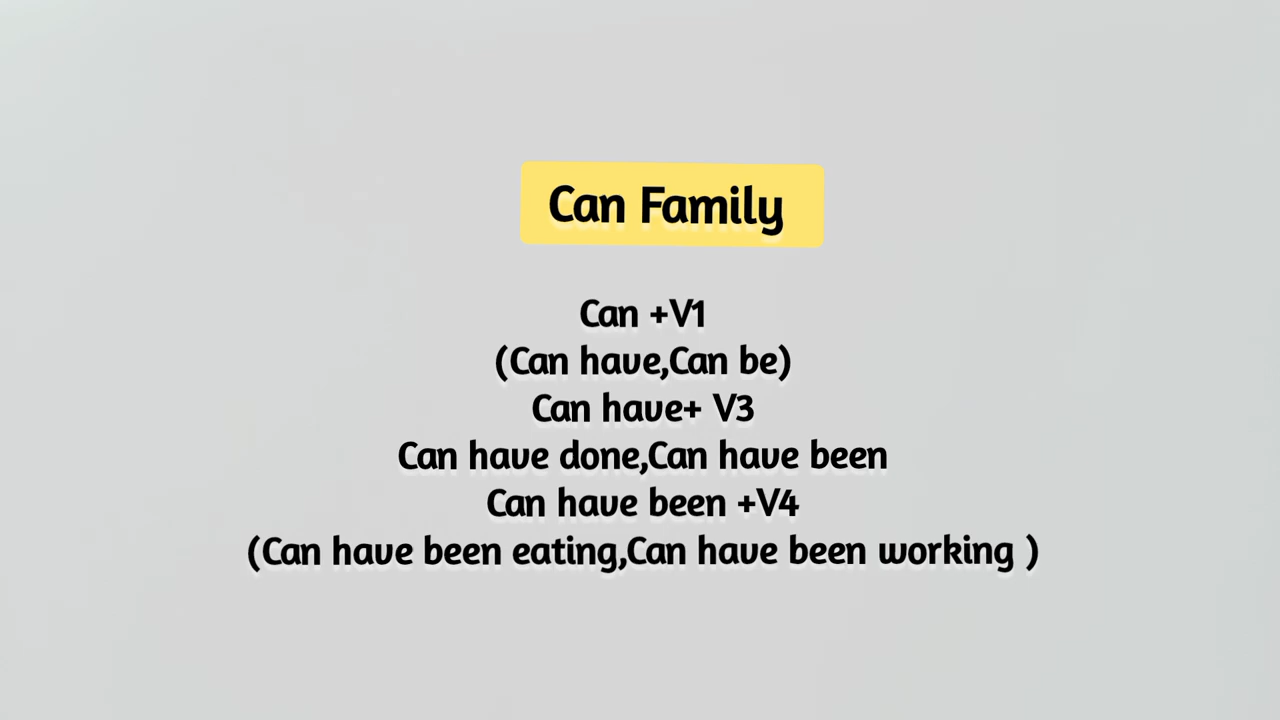 Can Family
Can +V1
(Can have,Can be)
Can have+ V3
Can have done,Can have been
Can have been +V4
(Can have been eating,Can have been working )